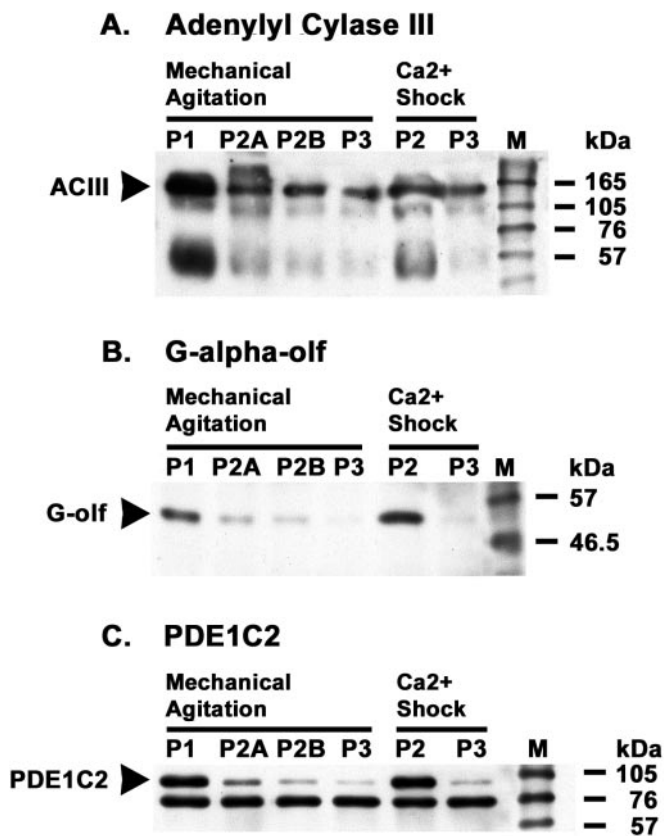 A. Adenylyl Cylase III
Mechanical Agitation
Ca2+ Shock
P1 P2A P2B P3 P2 P3 M kDa
ACIII
165
105
76
57
B. G-alpha-olf
Mechanical Agitation
Ca2+ Shock
P1 P2A P2B P3 P2 P3 M kDa
G-olf
57
46.5
C. PDE1C2
Mechanical Agitation
Ca2+ Shock
P1 P2A P2B P3 P2 P3 M kDa
PDE1C2
105
76
57